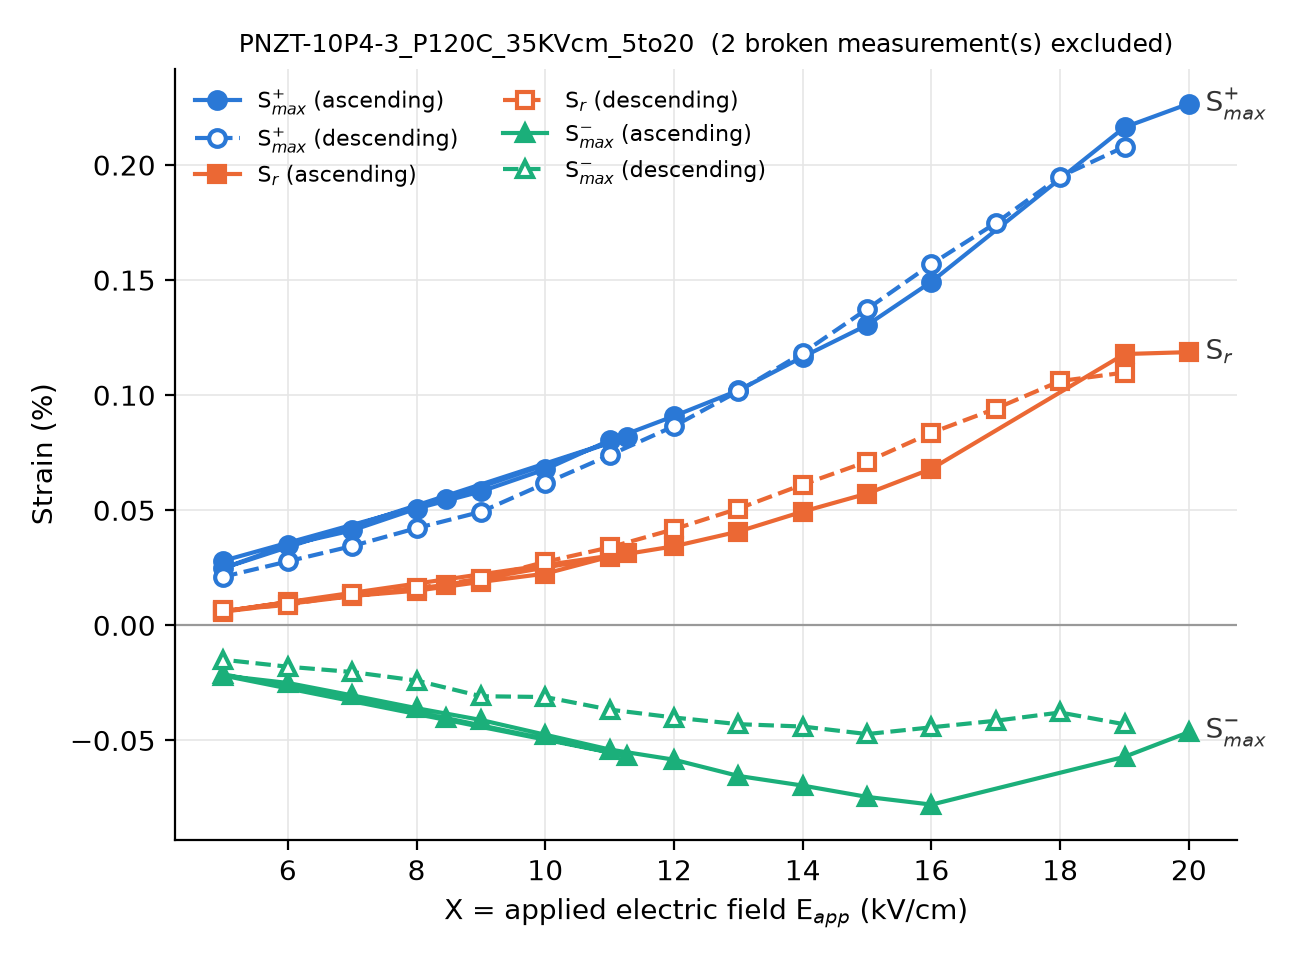 PNZT-10P4-3_P120C_35KVcm_5to20 (2 broken measurement(s) excluded)
S⁺max (ascending)
S⁺max (descending)
Sr (ascending)
Sr (descending)
S⁻max (ascending)
S⁻max (descending)
S⁺max
Sr
S⁻max
0.20
0.15
0.10
0.05
0.00
−0.05
Strain (%)
6 8 10 12 14 16 18 20
X = applied electric field Eapp (kV/cm)